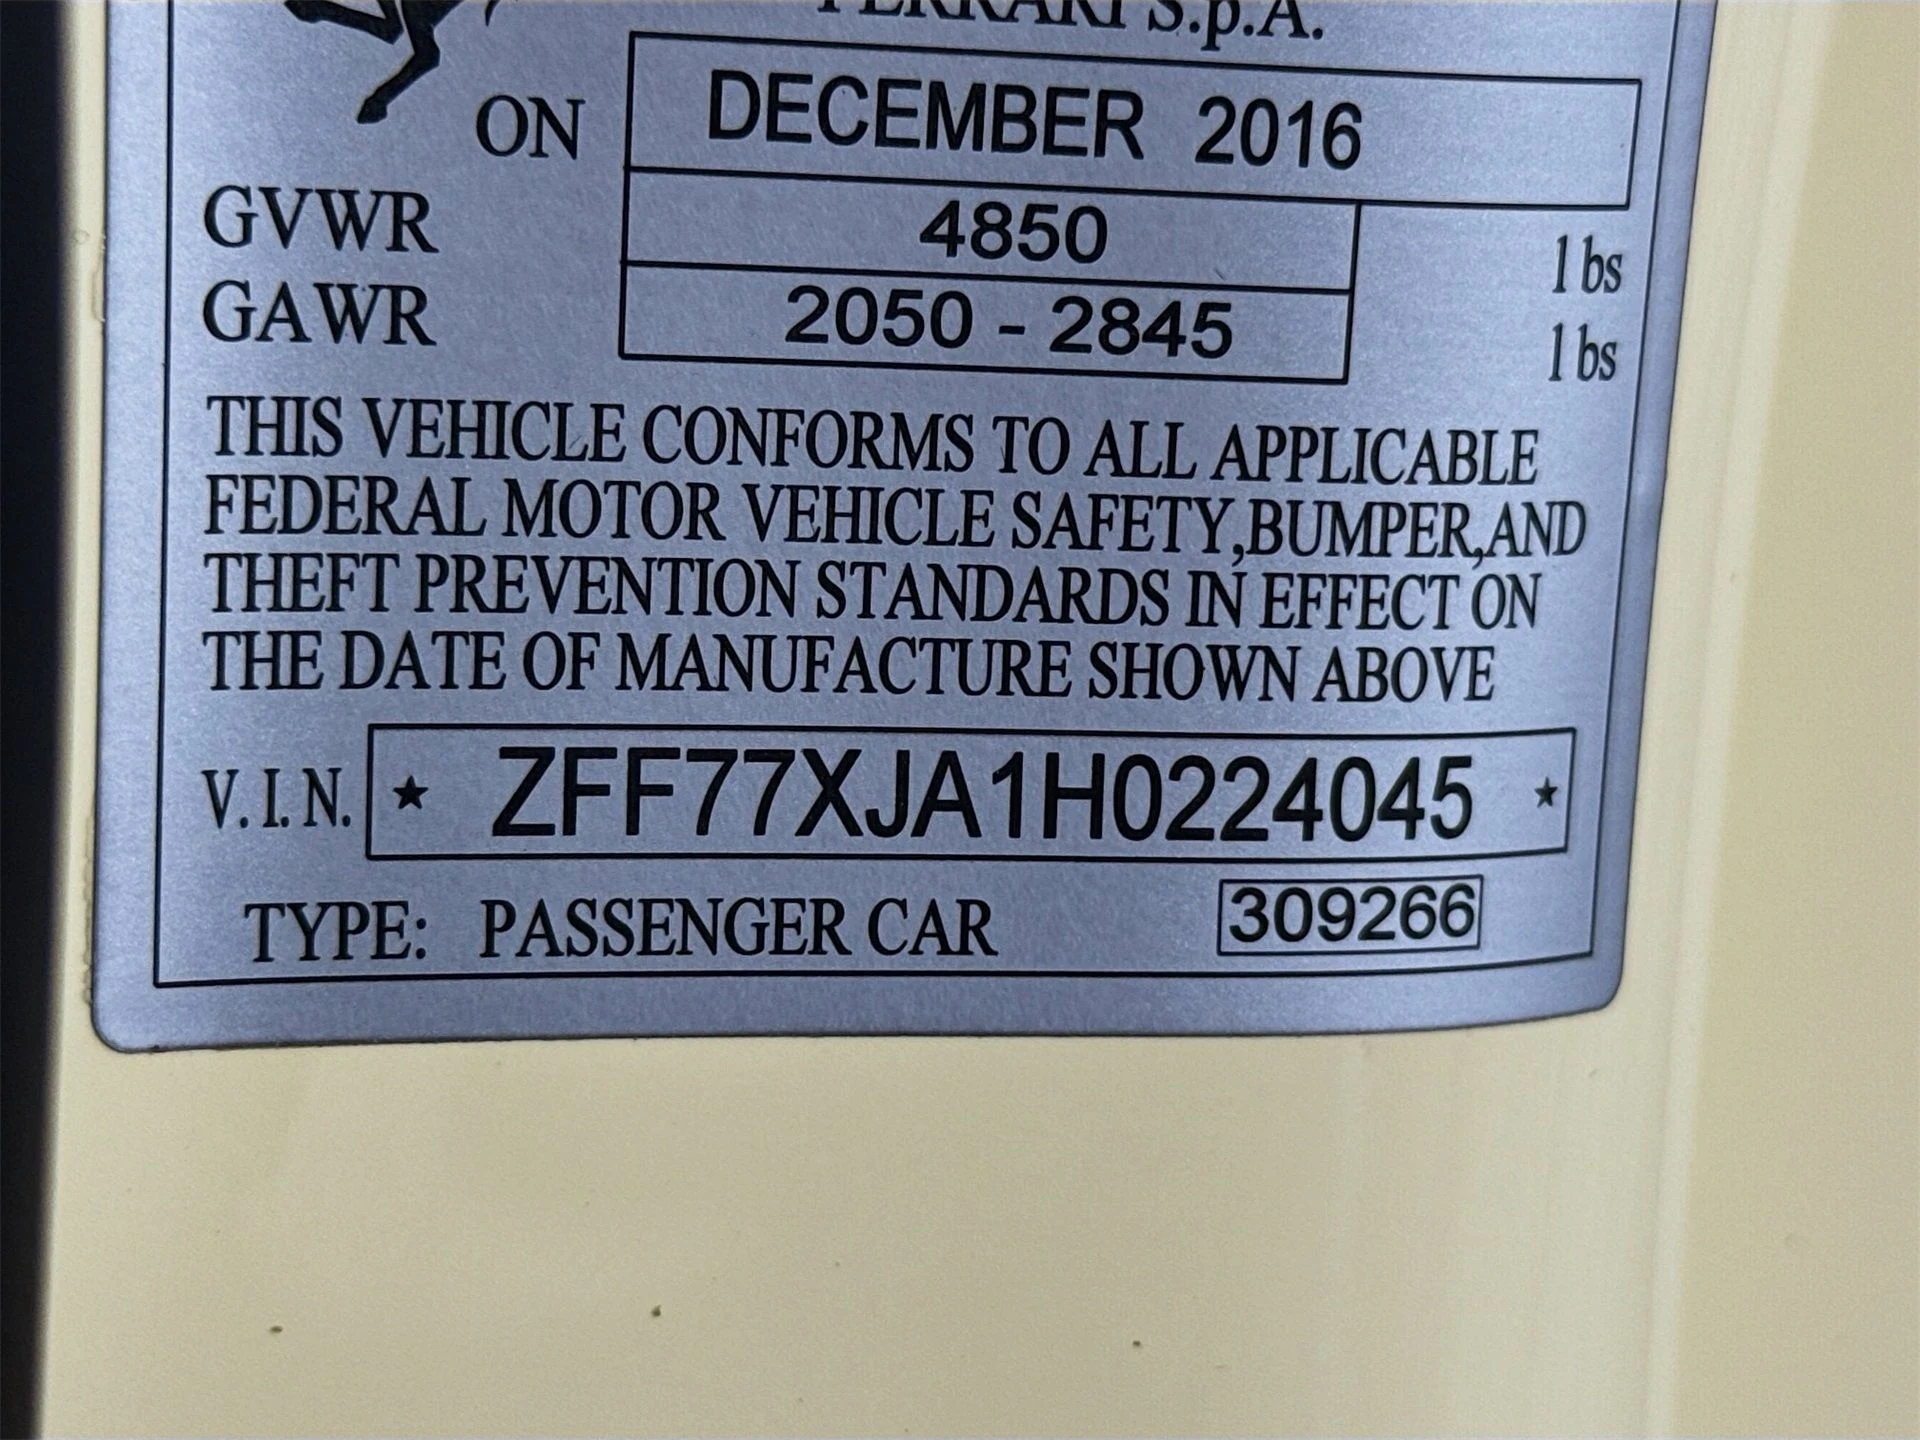 FERRARI S.p.A.
ON DECEMBER 2016
GVWR 4850 lbs
GAWR 2050 - 2845 lbs
THIS VEHICLE CONFORMS TO ALL APPLICABLE
FEDERAL MOTOR VEHICLE SAFETY,BUMPER,AND
THEFT PREVENTION STANDARDS IN EFFECT ON
THE DATE OF MANUFACTURE SHOWN ABOVE
V.I.N. ★ ZFF77XJA1H0224045 ★
TYPE: PASSENGER CAR 309266